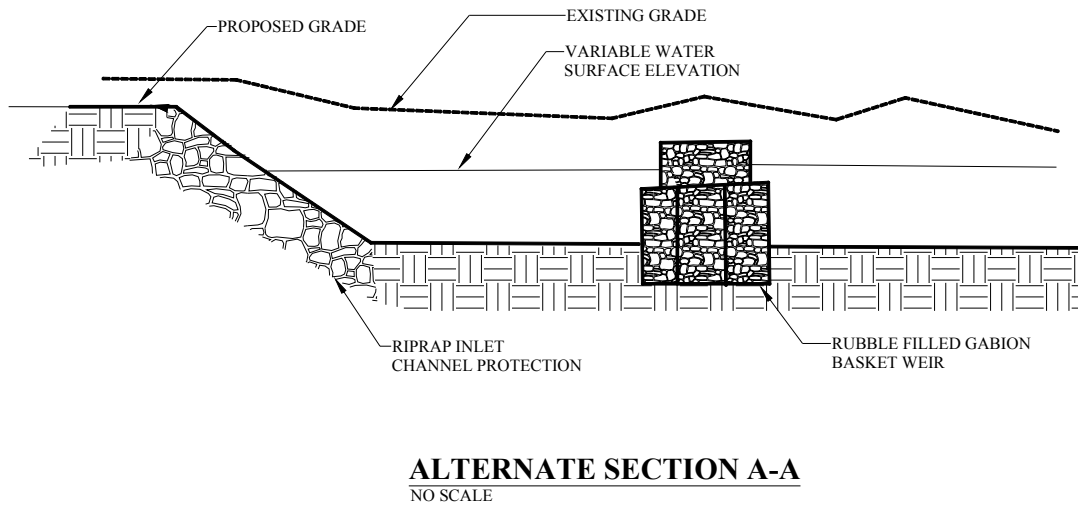 EXISTING GRADE
PROPOSED GRADE
VARIABLE WATER
SURFACE ELEVATION
RIPRAP INLET
CHANNEL PROTECTION
RUBBLE FILLED GABION
BASKET WEIR
ALTERNATE SECTION A-A
NO SCALE